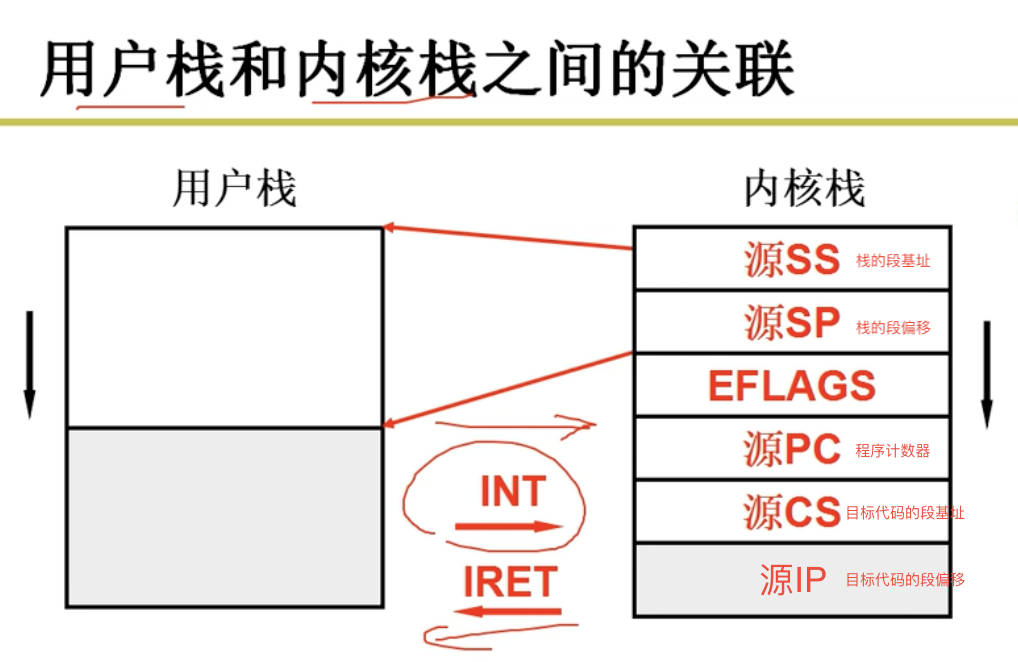 用户栈和内核栈之间的关联
用户栈
内核栈
源SS 栈的段基址
源SP 栈的段偏移
EFLAGS
源PC 程序计数器
源CS 目标代码的段基址
源IP 目标代码的段偏移
INT
IRET